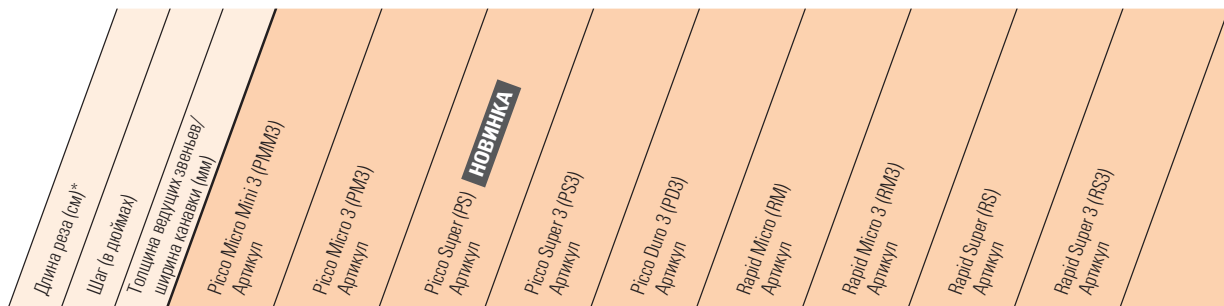 Длина реза (см)*
Шаг (в дюймах)
Толщина ведущих звеньев/
ширина канавки (мм)
Picco Micro Mini 3 (PMM3)
Артикул
Picco Micro 3 (PM3)
Артикул
Picco Super (PS)
Артикул
НОВИНКА
Picco Super 3 (PS3)
Артикул
Picco Duro 3 (PD3)
Артикул
Rapid Micro (RM)
Артикул
Rapid Micro 3 (RM3)
Артикул
Rapid Super (RS)
Артикул
Rapid Super 3 (RS3)
Артикул